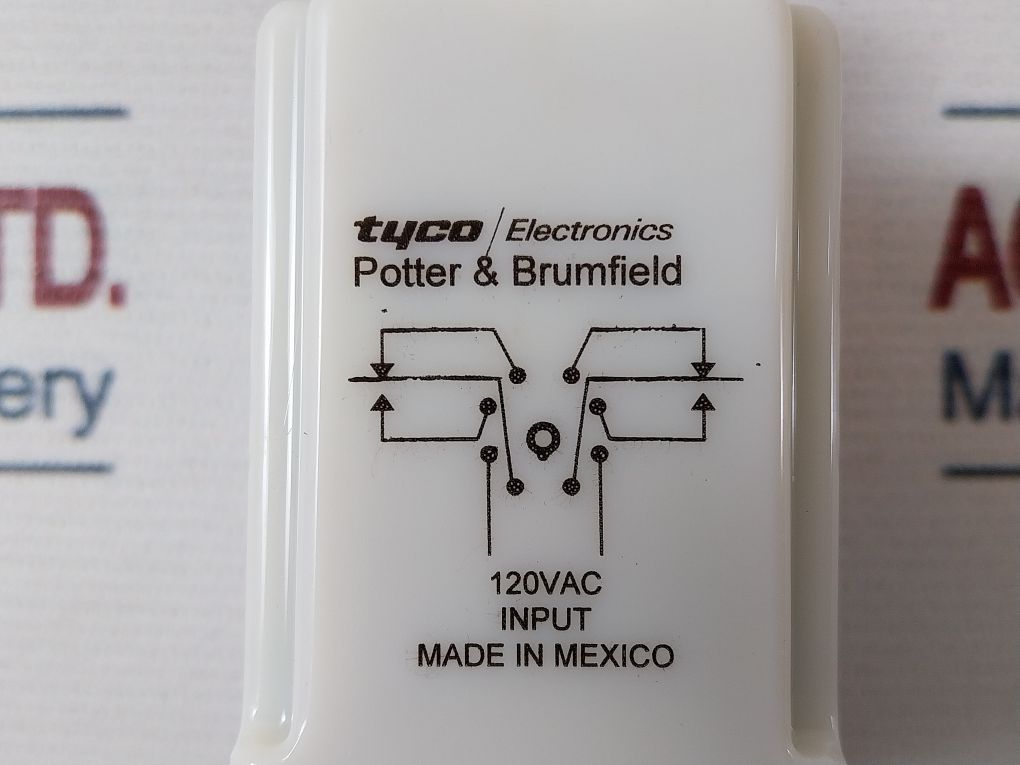 tyco / Electronics
Potter & Brumfield
120VAC
INPUT
MADE IN MEXICO
TD.
ery